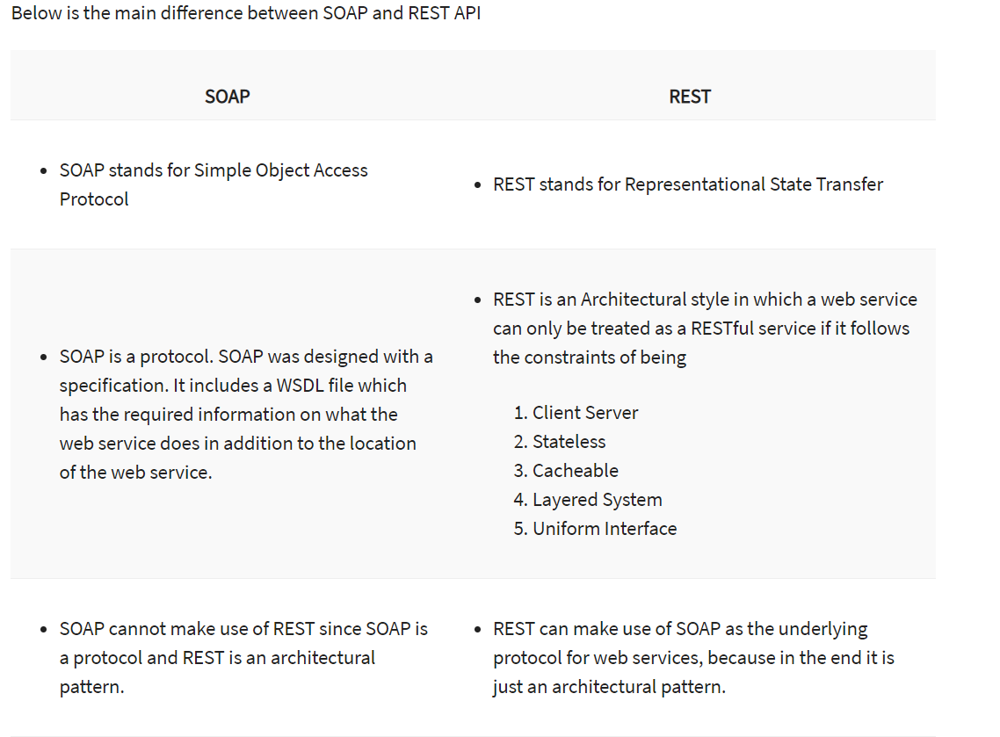 Below is the main difference between SOAP and REST API
SOAP
REST
• SOAP stands for Simple Object Access
Protocol
• REST stands for Representational State Transfer
• SOAP is a protocol. SOAP was designed with a
specification. It includes a WSDL file which
has the required information on what the
web service does in addition to the location
of the web service.
• REST is an Architectural style in which a web service
can only be treated as a RESTful service if it follows
the constraints of being
1. Client Server
2. Stateless
3. Cacheable
4. Layered System
5. Uniform Interface
• SOAP cannot make use of REST since SOAP is
a protocol and REST is an architectural
pattern.
• REST can make use of SOAP as the underlying
protocol for web services, because in the end it is
just an architectural pattern.